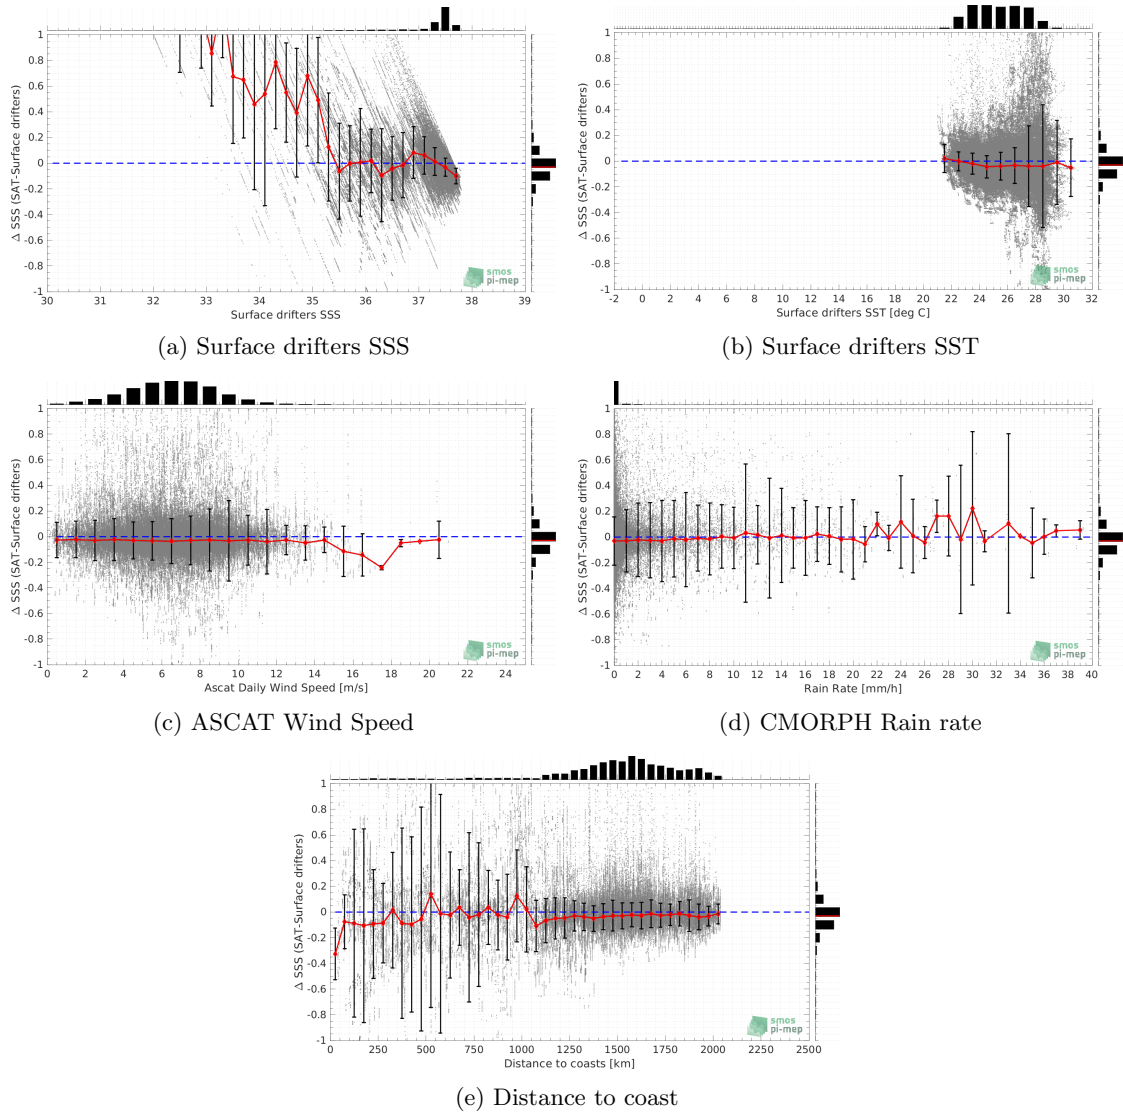 1
0.8
0.6
0.4
0.2
0
-0.2
-0.4
-0.6
-0.8
-1
Δ SSS (SAT-Surface drifters)
30 31 32 33 34 35 36 37 38 39
Surface drifters SSS
smos
pi-mep
(a) Surface drifters SSS
1
0.8
0.6
0.4
0.2
0
-0.2
-0.4
-0.6
-0.8
-1
Δ SSS (SAT-Surface drifters)
-2 0 2 4 6 8 10 12 14 16 18 20 22 24 26 28 30 32
Surface drifters SST [deg C]
smos
pi-mep
(b) Surface drifters SST
1
0.8
0.6
0.4
0.2
0
-0.2
-0.4
-0.6
-0.8
-1
Δ SSS (SAT-Surface drifters)
0 2 4 6 8 10 12 14 16 18 20 22 24
Ascat Daily Wind Speed [m/s]
smos
pi-mep
(c) ASCAT Wind Speed
1
0.8
0.6
0.4
0.2
0
-0.2
-0.4
-0.6
-0.8
-1
Δ SSS (SAT-Surface drifters)
0 2 4 6 8 10 12 14 16 18 20 22 24 26 28 30 32 34 36 38 40
Rain Rate [mm/h]
smos
pi-mep
(d) CMORPH Rain rate
1
0.8
0.6
0.4
0.2
0
-0.2
-0.4
-0.6
-0.8
-1
Δ SSS (SAT-Surface drifters)
0 250 500 750 1000 1250 1500 1750 2000 2250 2500
Distance to coasts [km]
smos
pi-mep
(e) Distance to coast